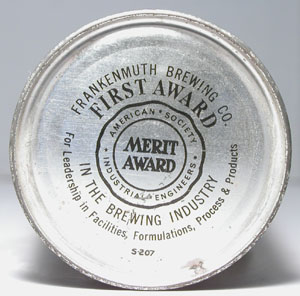 FRANKENMUTH BREWING CO.
FIRST AWARD
AMERICAN · SOCIETY
MERIT
AWARD
INDUSTRIAL · ENGINEERS
IN THE BREWING INDUSTRY
For Leadership in Facilities, Formulations, Process & Products
S-207